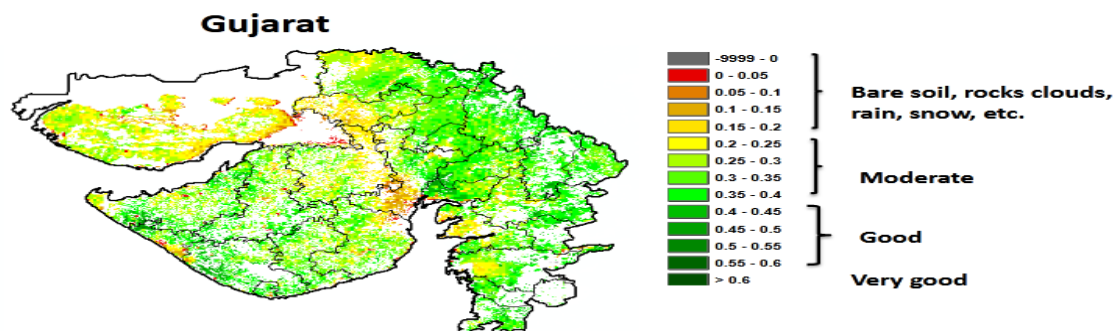 Gujarat
-9999 - 0
0 - 0.05
0.05 - 0.1
0.1 - 0.15
0.15 - 0.2
0.2 - 0.25
0.25 - 0.3
0.3 - 0.35
0.35 - 0.4
0.4 - 0.45
0.45 - 0.5
0.5 - 0.55
0.55 - 0.6
> 0.6
Bare soil, rocks clouds,
rain, snow, etc.
Moderate
Good
Very good